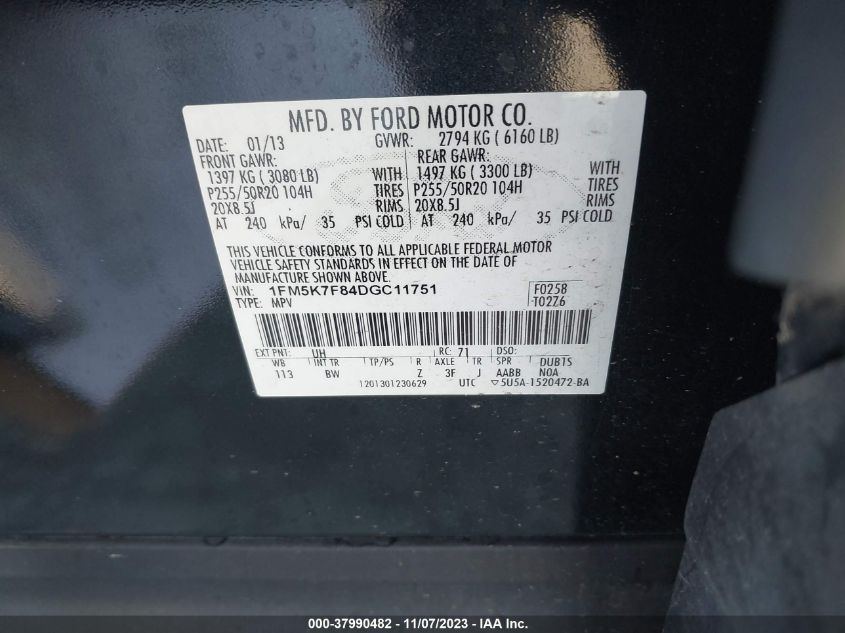 MFD. BY FORD MOTOR CO.
DATE: 01/13 GVWR: 2794 KG ( 6160 LB)
FRONT GAWR: REAR GAWR:
1397 KG ( 3080 LB) WITH 1497 KG ( 3300 LB) WITH
P255/50R20 104H TIRES P255/50R20 104H TIRES
20X8.5J RIMS 20X8.5J RIMS
AT 240 kPa/ 35 PSI COLD AT 240 kPa/ 35 PSI COLD
THIS VEHICLE CONFORMS TO ALL APPLICABLE FEDERAL MOTOR
VEHICLE SAFETY STANDARDS IN EFFECT ON THE DATE OF
MANUFACTURE SHOWN ABOVE.
VIN: 1FM5K7F84DGC11751 F0258
TYPE: MPV T0276
EXT PNT: UH RC: 71 DSO:
WB INT TR TP/PS R AXLE TR SPR DUBTS
113 BW Z 3F J AABB NOA
1201301230629 UTC ▽5U5A-1520472-BA
000-37990482 - 11/07/2023 - IAA Inc.